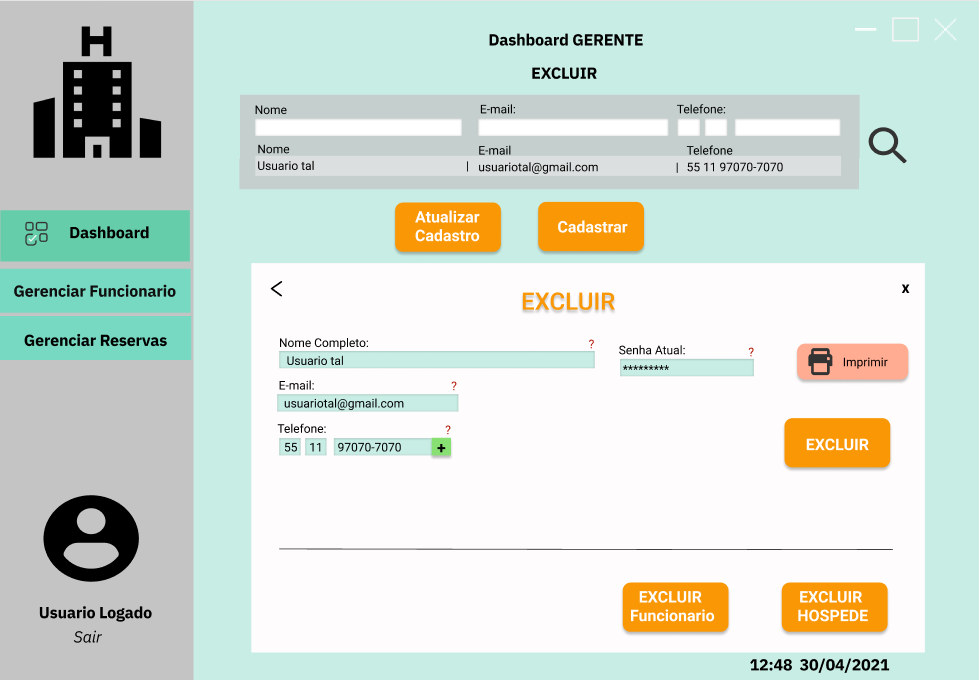 H
Dashboard GERENTE
EXCLUIR
Nome E-mail: Telefone:
Nome E-mail Telefone
Usuario tal | usuariotal@gmail.com | 55 11 97070-7070
Atualizar
Cadastro
Cadastrar
Dashboard
Gerenciar Funcionario
Gerenciar Reservas
< EXCLUIR x
Nome Completo: ?
Usuario tal
Senha Atual: ?
*********
Imprimir
E-mail: ?
usuariotal@gmail.com
Telefone: ?
55 11 97070-7070 +
EXCLUIR
EXCLUIR
Funcionario
EXCLUIR
HOSPEDE
Usuario Logado
Sair
12:48 30/04/2021